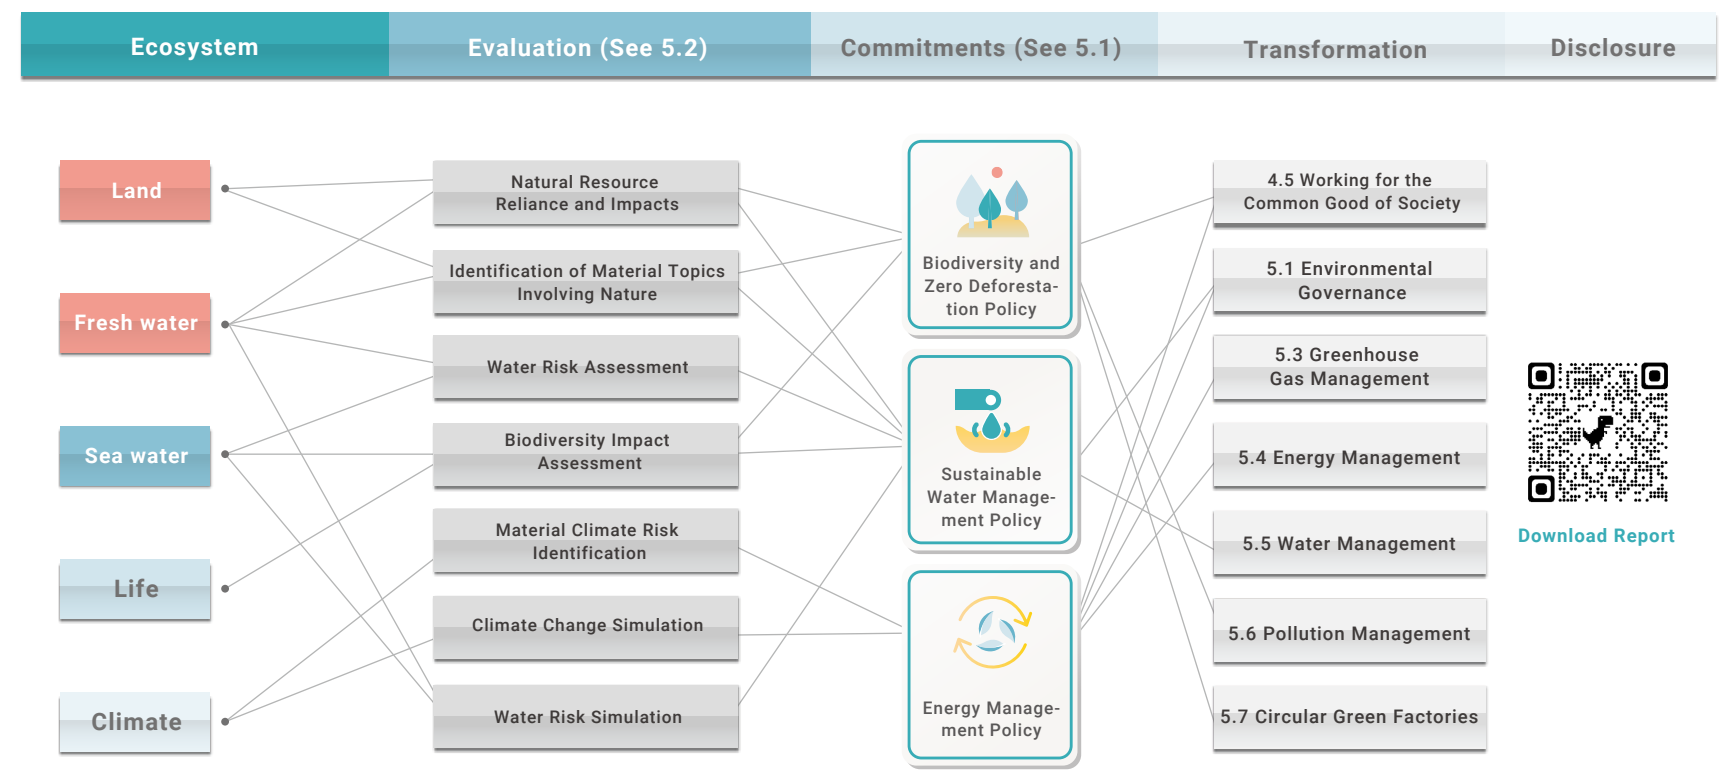 Ecosystem
Evaluation (See 5.2)
Commitments (See 5.1)
Transformation
Disclosure
Land
Fresh water
Sea water
Life
Climate
Natural Resource
Reliance and Impacts
Identification of Material Topics
Involving Nature
Water Risk Assessment
Biodiversity Impact
Assessment
Material Climate Risk
Identification
Climate Change Simulation
Water Risk Simulation
Biodiversity and
Zero Deforesta-
tion Policy
Sustainable
Water Manage-
ment Policy
Energy Manage-
ment Policy
4.5 Working for the
Common Good of Society
5.1 Environmental
Governance
5.3 Greenhouse
Gas Management
5.4 Energy Management
5.5 Water Management
5.6 Pollution Management
5.7 Circular Green Factories
Download Report